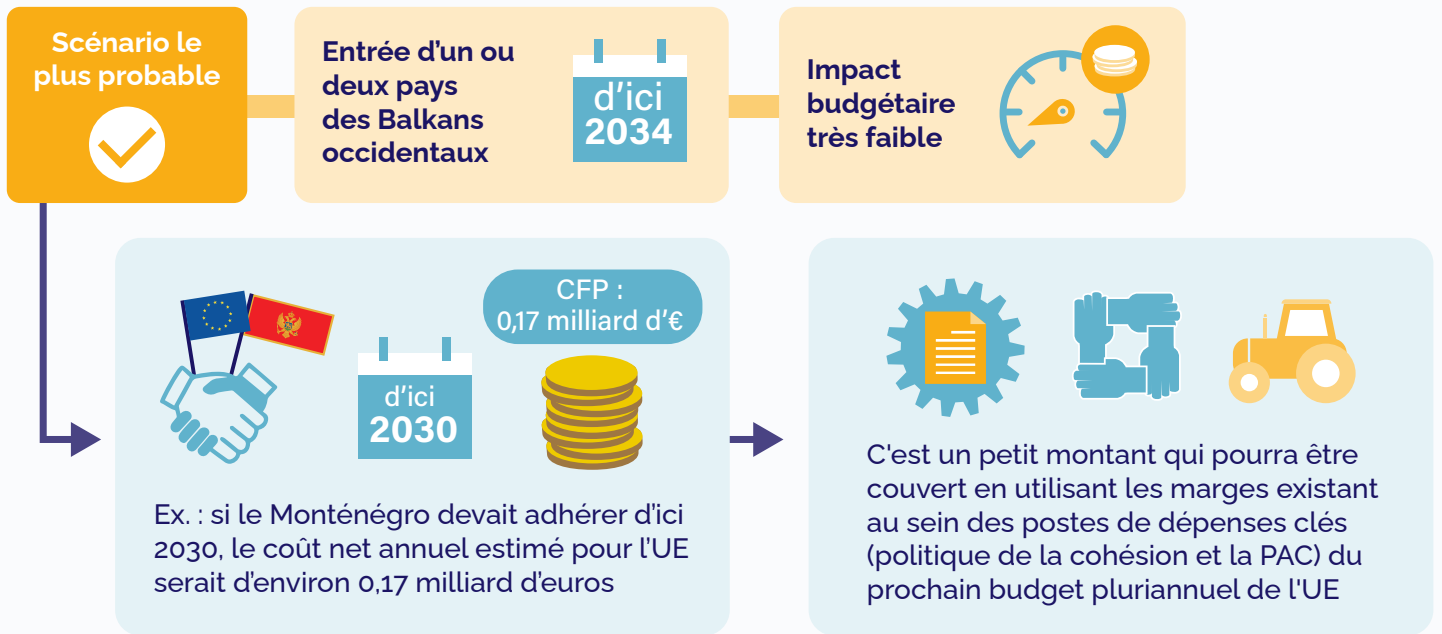 Scénario le
plus probable
Entrée d'un ou
deux pays
des Balkans
occidentaux
d'ici
2034
Impact
budgétaire
très faible
CFP :
0,17 milliard d'€
d'ici
2030
Ex. : si le Monténégro devait adhérer d'ici
2030, le coût net annuel estimé pour l'UE
serait d'environ 0,17 milliard d'euros
C'est un petit montant qui pourra être
couvert en utilisant les marges existant
au sein des postes de dépenses clés
(politique de la cohésion et la PAC) du
prochain budget pluriannuel de l'UE